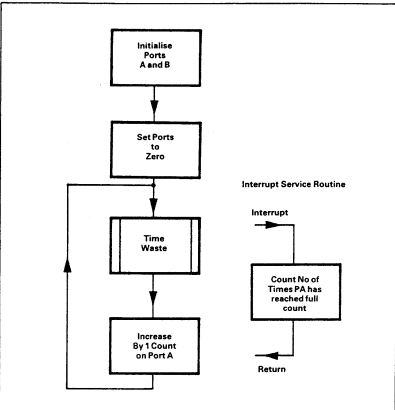 Initialise
Ports
A and B
Set Ports
to
Zero
Time
Waste
Increase
By 1 Count
on Port A
Interrupt Service Routine
Interrupt
Count No of
Times PA has
reached full
count
Return